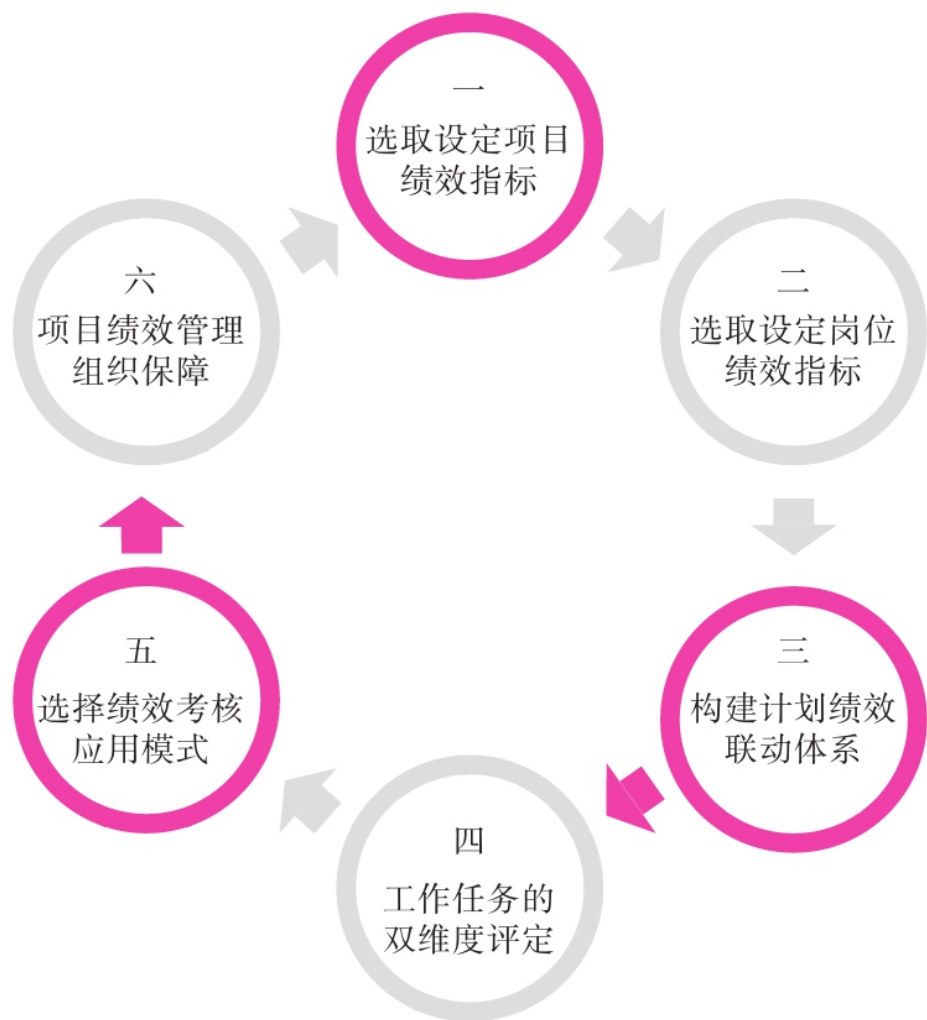 一
选取设定项目
绩效指标
二
选取设定岗位
绩效指标
三
构建计划绩效
联动体系
四
工作任务的
双维度评定
五
选择绩效考核
应用模式
六
项目绩效管理
组织保障